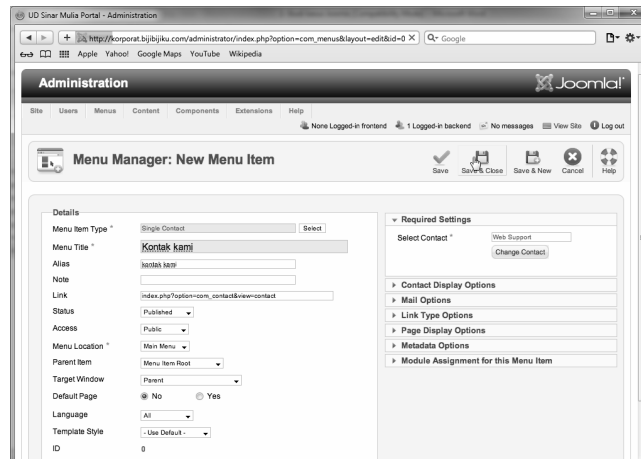 UD Sinar Mulia Portal - Administration
http://korporat.bijibijiku.com/administrator/index.php?option=com_menus&layout=edit&id=0
Google
Apple Yahoo! Google Maps YouTube Wikipedia
Administration
Joomla!
Site Users Menus Content Components Extensions Help
None Logged-in frontend 1 Logged-in backend No messages View Site Log out
Menu Manager: New Menu Item
Save Save & Close Save & New Cancel Help
Details
Menu Item Type * Single Contact Select
Menu Title * Kontak kami
Alias kontak kami
Note
Link index.php?option=com_contact&view=contact
Status Published
Access Public
Menu Location * Main Menu
Parent Item Menu Item Root
Target Window Parent
Default Page No Yes
Language All
Template Style - Use Default -
ID 0
Required Settings
Select Contact * Web Support
Change Contact
Contact Display Options
Mail Options
Link Type Options
Page Display Options
Metadata Options
Module Assignment for this Menu Item